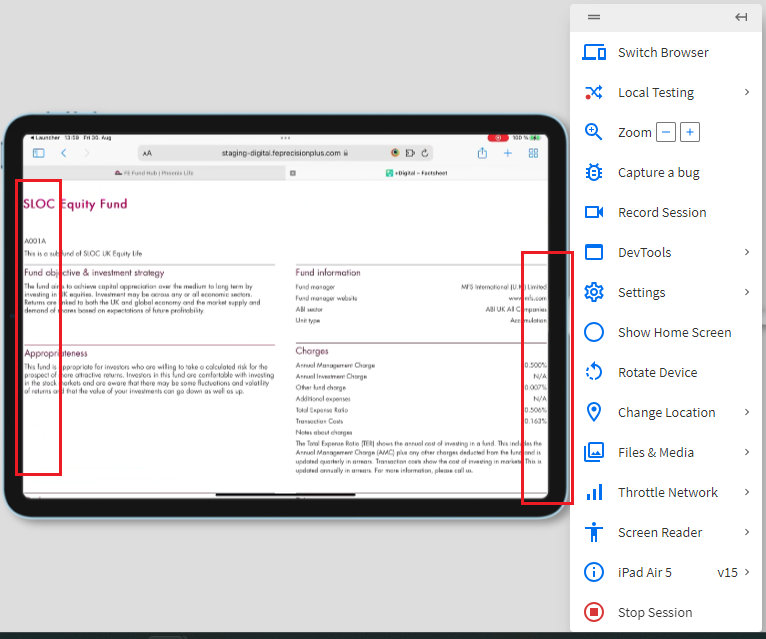 Launcher 13:59 Fri 30. Aug
100 %
AA
staging-digital.feprecisionplus.com
FE Fund Hub | Phoenix Life
+Digital – Factsheet
SLOC Equity Fund
A001A
This is a subfund of SLOC UK Equity Life
Fund objective & investment strategy
The fund aims to achieve capital appreciation over the medium to long term by
investing in UK equities. Investment may be across any or all economic sectors.
Returns are linked to both the UK and global economy and the market supply and
demand of shares based on expectations of future profitability.
Appropriateness
This fund is appropriate for investors who are willing to take a calculated risk for the
prospect of more attractive returns. Investors in this fund are comfortable with investing
in the stock markets and are aware that there may be some fluctuations and volatility
of returns and that the value of your investments can go down as well as up.
Fund information
Fund manager MFS International (U.K.) Limited
Fund manager website www.mfs.com
ABI sector ABI UK All Companies
Unit type Accumulation
Charges
Annual Management Charge 0.500%
Annual Investment Charge N/A
Other fund charge 0.007%
Additional expenses N/A
Total Expense Ratio 0.506%
Transaction Costs 0.163%
Notes about charges
The Total Expense Ratio (TER) shows the annual cost of investing in a fund. This includes the
Annual Management Charge (AMC) plus any other charges deducted from the fund and is
updated quarterly in arrears. Transaction costs show the cost of investing in markets. This is
updated annually in arrears. For more information, please call us.
Switch Browser
Local Testing
Zoom
Capture a bug
Record Session
DevTools
Settings
Show Home Screen
Rotate Device
Change Location
Files & Media
Throttle Network
Screen Reader
iPad Air 5 v15
Stop Session